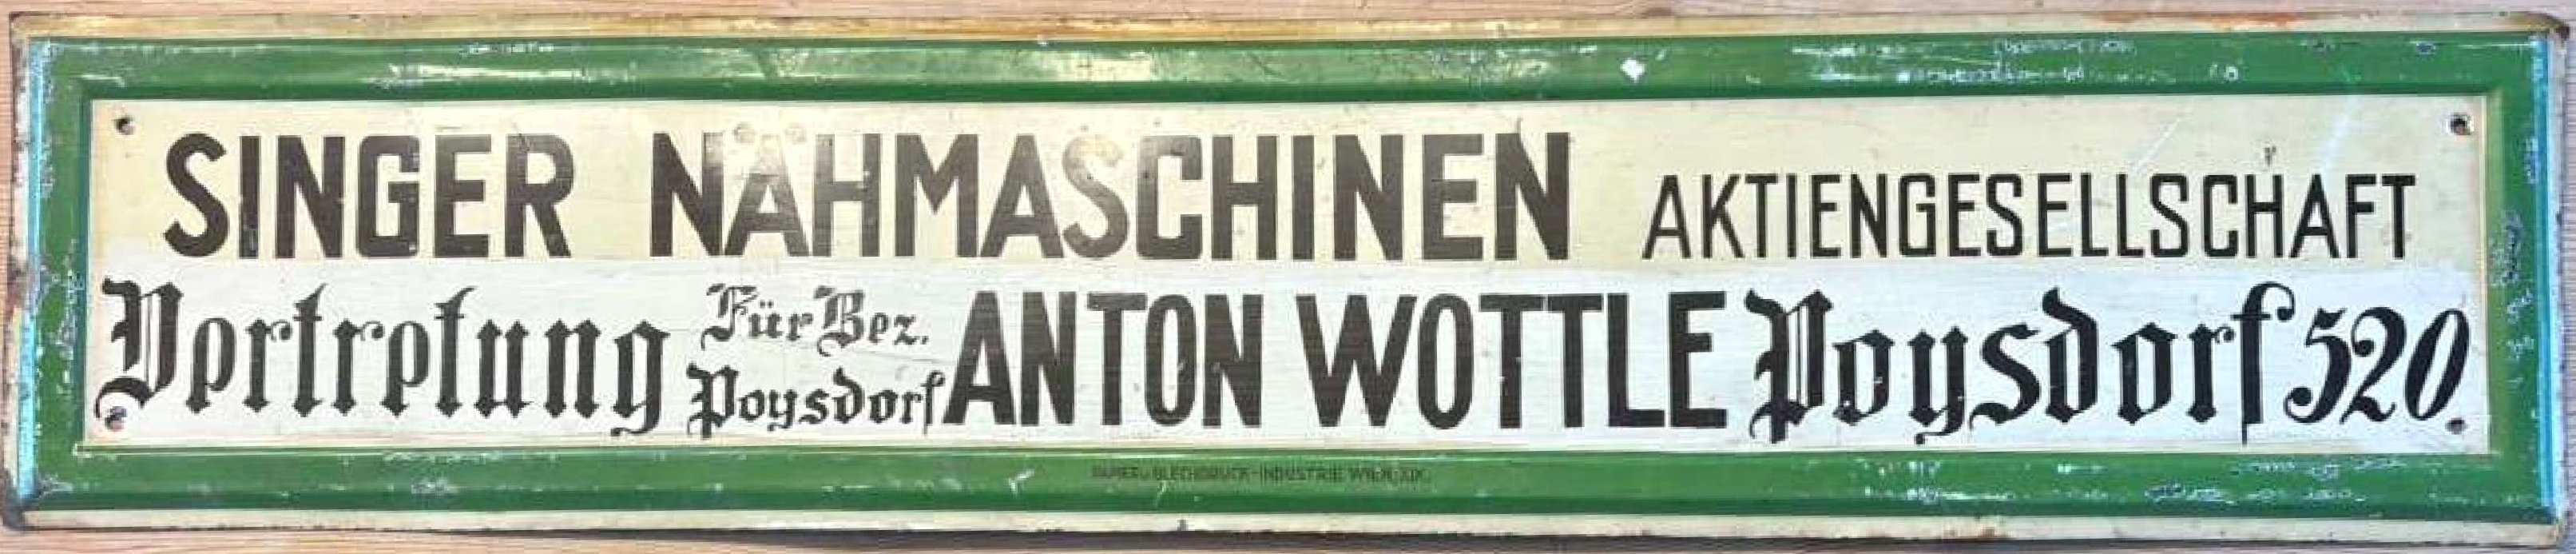 SINGER NÄHMASCHINEN AKTIENGESELLSCHAFT
Vertretung Für Bez. Poysdorf ANTON WOTTLE Poysdorf 520.
BLECHDRUCK-INDUSTRIE WIEN, XIX.